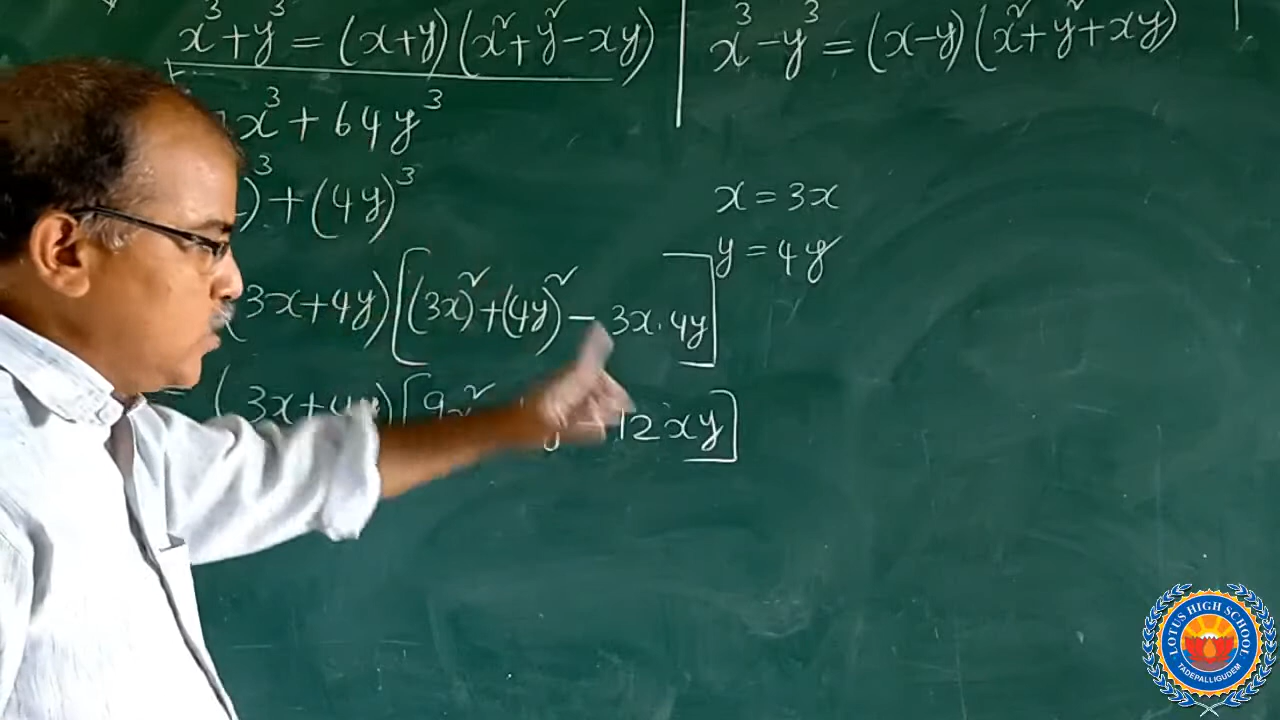 x³ + y³ = (x+y) (x² + y² - xy)
x³ - y³ = (x-y) (x² + y² + xy)
x³ + 64y³
)³ + (4y)³
x = 3x
y = 4y
(3x+4y) [(3x)² + (4y)² - 3x.4y]
(3x+4y) [9x² y 12xy]
LOTUS HIGH SCHOOL
TADEPALLIGUDEM